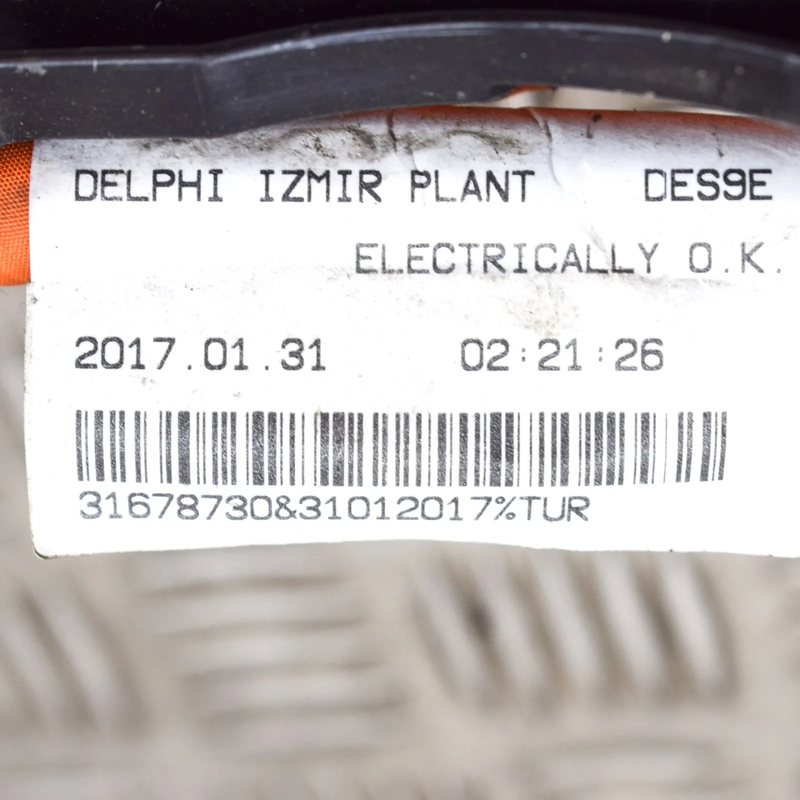 DELPHI IZMIR PLANT DES9E
ELECTRICALLY O.K.
2017.01.31 02:21:26
31678730&31012017%TUR